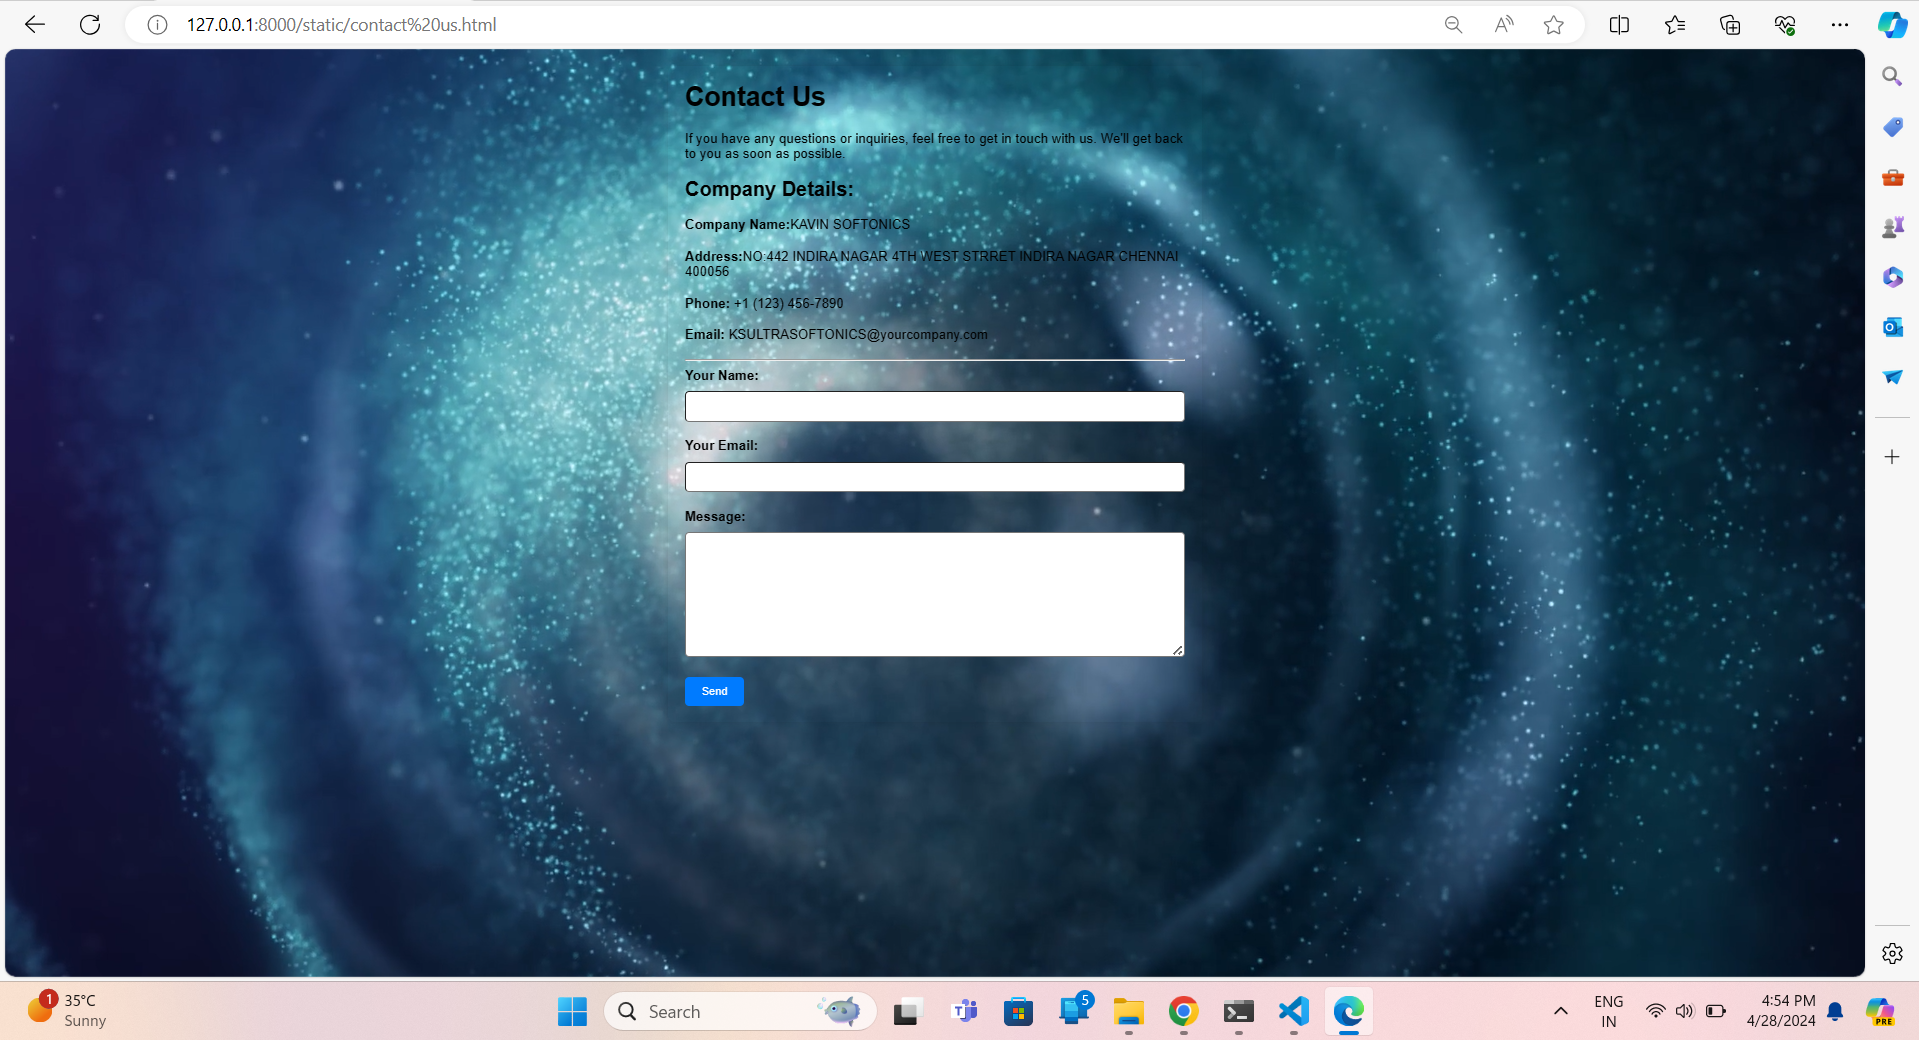 127.0.0.1:8000/static/contact%20us.html
Contact Us
If you have any questions or inquiries, feel free to get in touch with us. We'll get back
to you as soon as possible.
Company Details:
Company Name:KAVIN SOFTONICS
Address:NO:442 INDIRA NAGAR 4TH WEST STRRET INDIRA NAGAR CHENNAI
400056
Phone: +1 (123) 456-7890
Email: KSULTRASOFTONICS@yourcompany.com
Your Name:
Your Email:
Message:
Send
1
35°C
Sunny
Search
5
ENG
IN
4:54 PM
4/28/2024
PRE